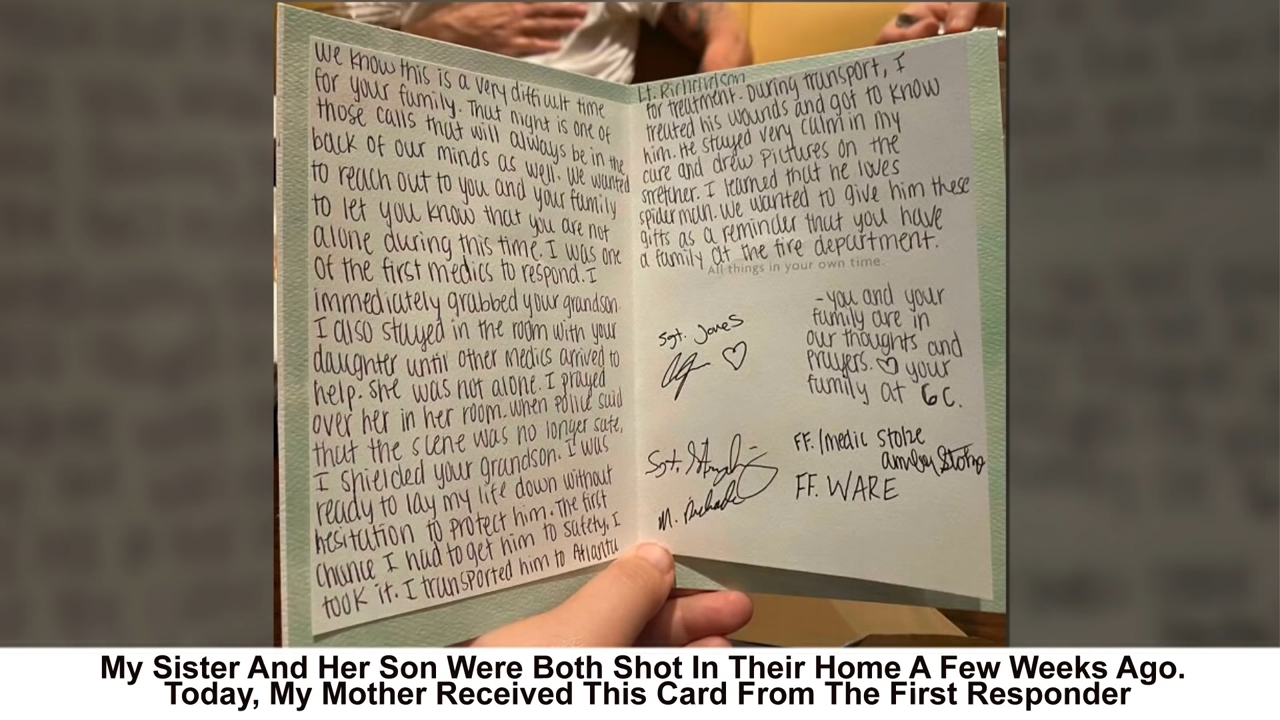 We know this is a very difficult time
for your family. That night is one of
those calls that will always be in the
back of our minds as well. We wanted
to reach out to you and your family
to let you know that you are not
alone during this time. I was one
of the first medics to respond. I
immediately grabbed your grandson.
I also stayed in the room with your
daughter until other medics arrived to
help. She was not alone. I prayed
over her in her room. When police said
that the scene was no longer safe,
I shielded your grandson. I was
ready to lay my life down without
hesitation to protect him. The first
chance I had to get him to safety, I
took it. I transported him to Atlanta
Lt. Richardson
for treatment. During transport, I
treated his wounds and got to know
him. He stayed very calm in my
care and drew pictures on the
stretcher. I learned that he loves
spiderman. We wanted to give him these
gifts as a reminder that you have
a family at the fire department.
All things in your own time.
-you and your
family are in
our thoughts and
prayers. ♡ your
family at 6C.
Sgt. Jones
♡
Sgt.
M.
FF./medic Stolze
FF. WARE
My Sister And Her Son Were Both Shot In Their Home A Few Weeks Ago.
Today, My Mother Received This Card From The First Responder